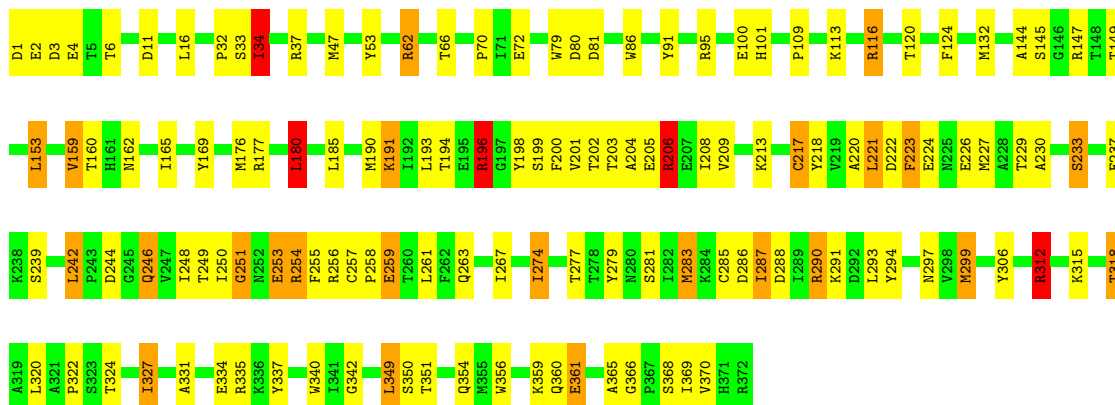 D1 E2 D3 E4 T5 T6 D11 L16 P32 S33 I34 R37 M47 Y53 R62 T66 P70 I71 E72 W79 D80 D81 W86 Y91 R95 E100 H101 P109 K113 R116 T120 F124 M132 A144 S145 G146 R147 T148 T149
L153 V159 T160 H161 N162 I165 Y169 M176 R177 L180 L185 M190 K191 I192 L193 T194 E195 R196 G197 Y198 S199 F200 V201 T202 T203 A204 E205 R206 E207 I208 V209 K213 C217 Y218 V219 A220 L221 D222 F223 E224 N225 E226 M227 A228 T229 A230 S233 E237
K238 S239 L242 P243 D244 G245 Q246 V247 I248 T249 I250 G251 N252 E253 R254 F255 R256 C257 P258 E259 T260 L261 F262 Q263 I267 I274 I277 T278 Y279 N280 S281 I282 M283 K284 C285 D286 I287 D288 I289 R290 K291 D292 L293 Y294 N297 V298 M299 Y306 R312 K315 T318
A319 L320 A321 P322 S323 T324 I327 A331 E334 R335 K336 Y337 W340 I341 G342 L349 S350 T351 Q354 M355 W356 K359 Q360 E361 A365 G366 P367 S368 I369 V370 H371 R372